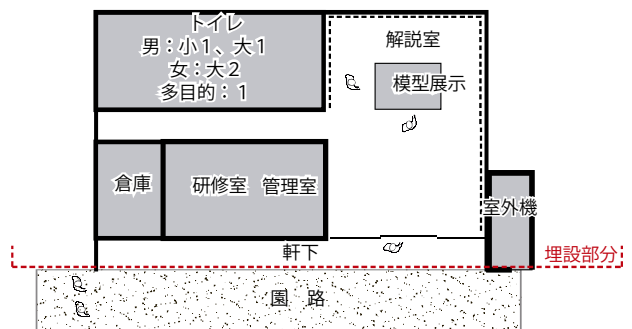 トイレ
男：小１、大１
女：大２
多目的：１
解説室
模型展示
倉庫
研修室　管理室
室外機
軒下
埋設部分
園　路